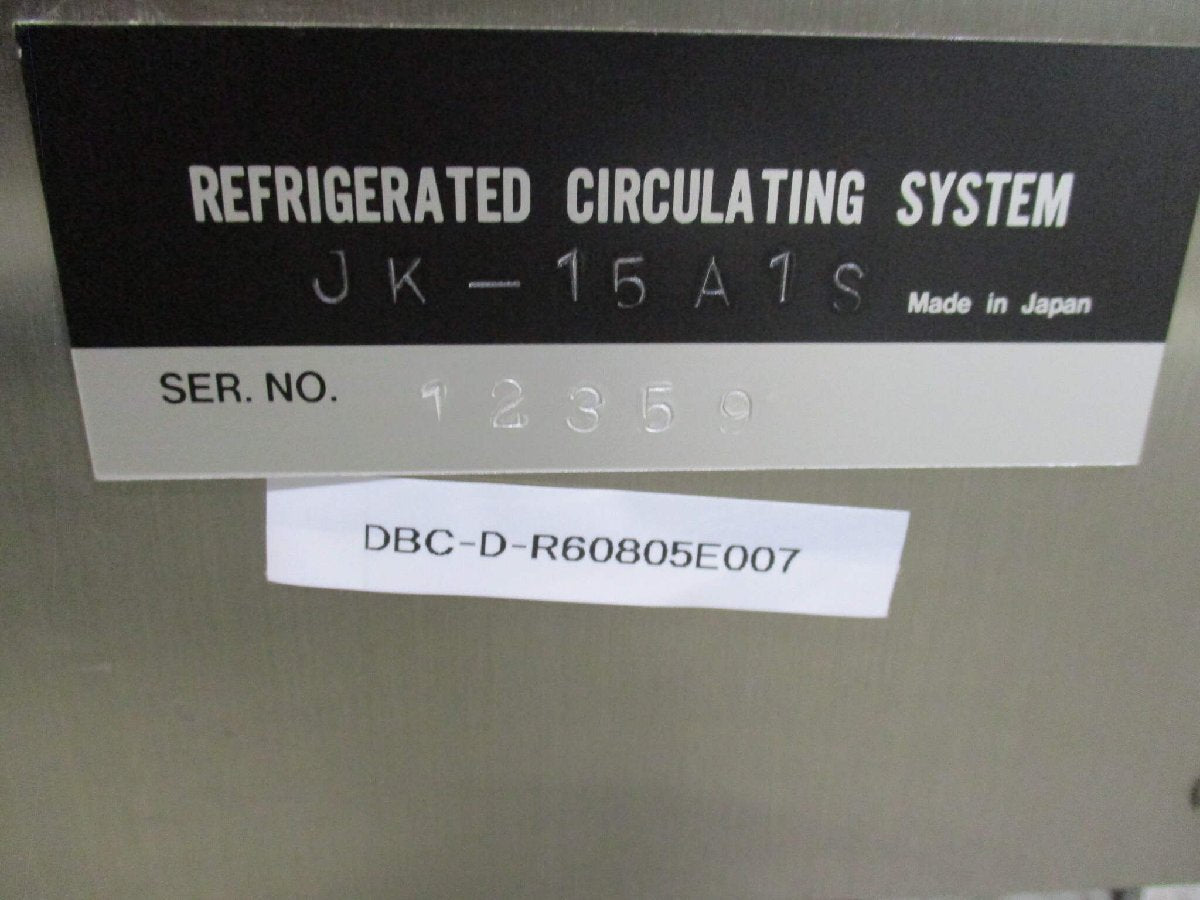 REFRIGERATED CIRCULATING SYSTEM
JK-15A1S Made in Japan
SER. NO. 12359
DBC-D-R60805E007